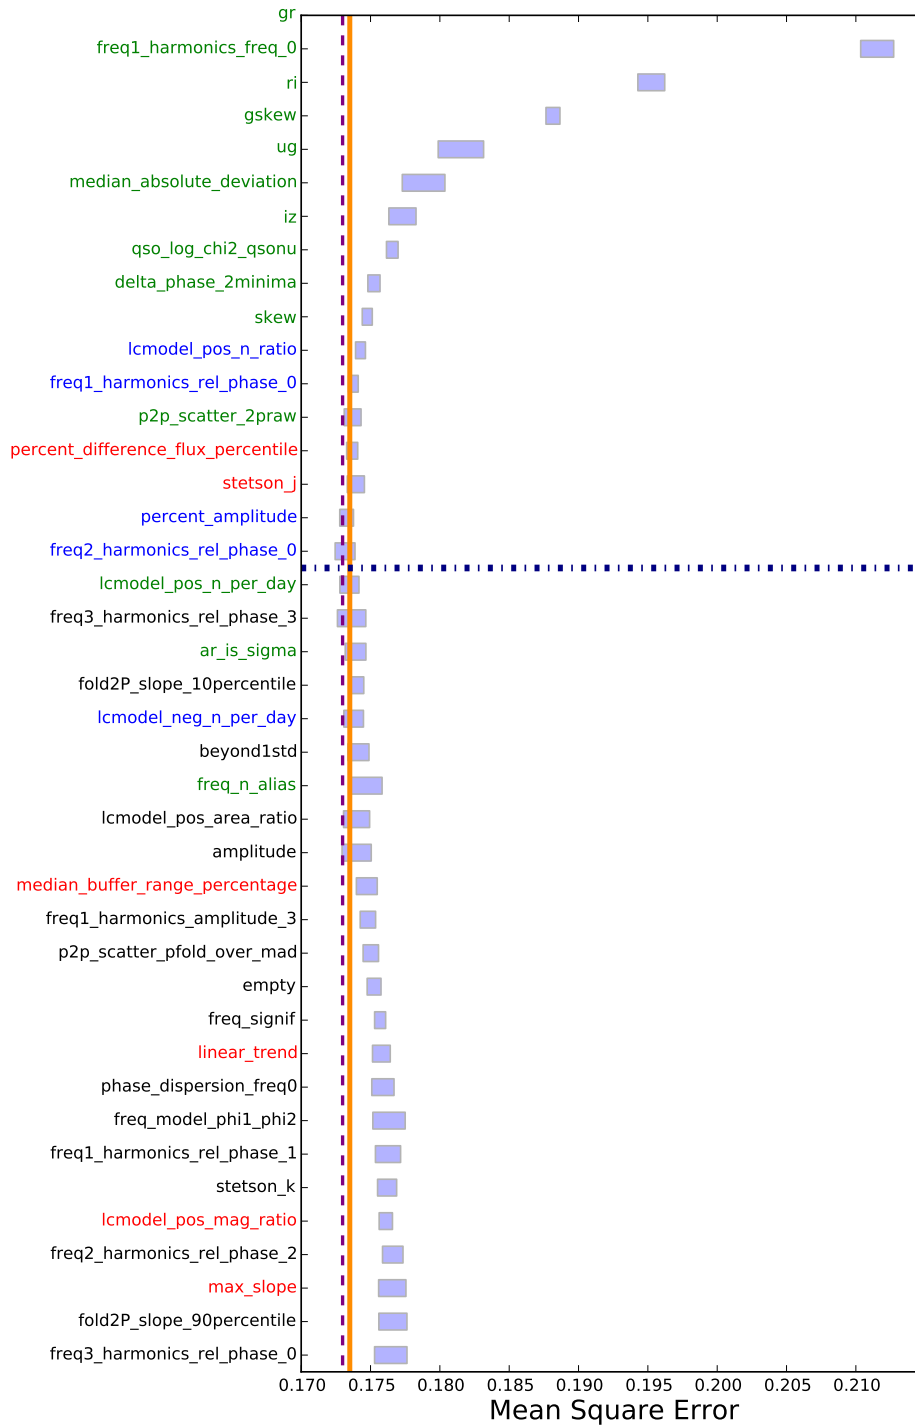 gr
freq1_harmonics_freq_0
ri
gskew
ug
median_absolute_deviation
iz
qso_log_chi2_qsonu
delta_phase_2minima
skew
lcmodel_pos_n_ratio
freq1_harmonics_rel_phase_0
p2p_scatter_2praw
percent_difference_flux_percentile
stetson_j
percent_amplitude
freq2_harmonics_rel_phase_0
lcmodel_pos_n_per_day
freq3_harmonics_rel_phase_3
ar_is_sigma
fold2P_slope_10percentile
lcmodel_neg_n_per_day
beyond1std
freq_n_alias
lcmodel_pos_area_ratio
amplitude
median_buffer_range_percentage
freq1_harmonics_amplitude_3
p2p_scatter_pfold_over_mad
empty
freq_signif
linear_trend
phase_dispersion_freq0
freq_model_phi1_phi2
freq1_harmonics_rel_phase_1
stetson_k
lcmodel_pos_mag_ratio
freq2_harmonics_rel_phase_2
max_slope
fold2P_slope_90percentile
freq3_harmonics_rel_phase_0
0.170 0.175 0.180 0.185 0.190 0.195 0.200 0.205 0.210
Mean Square Error